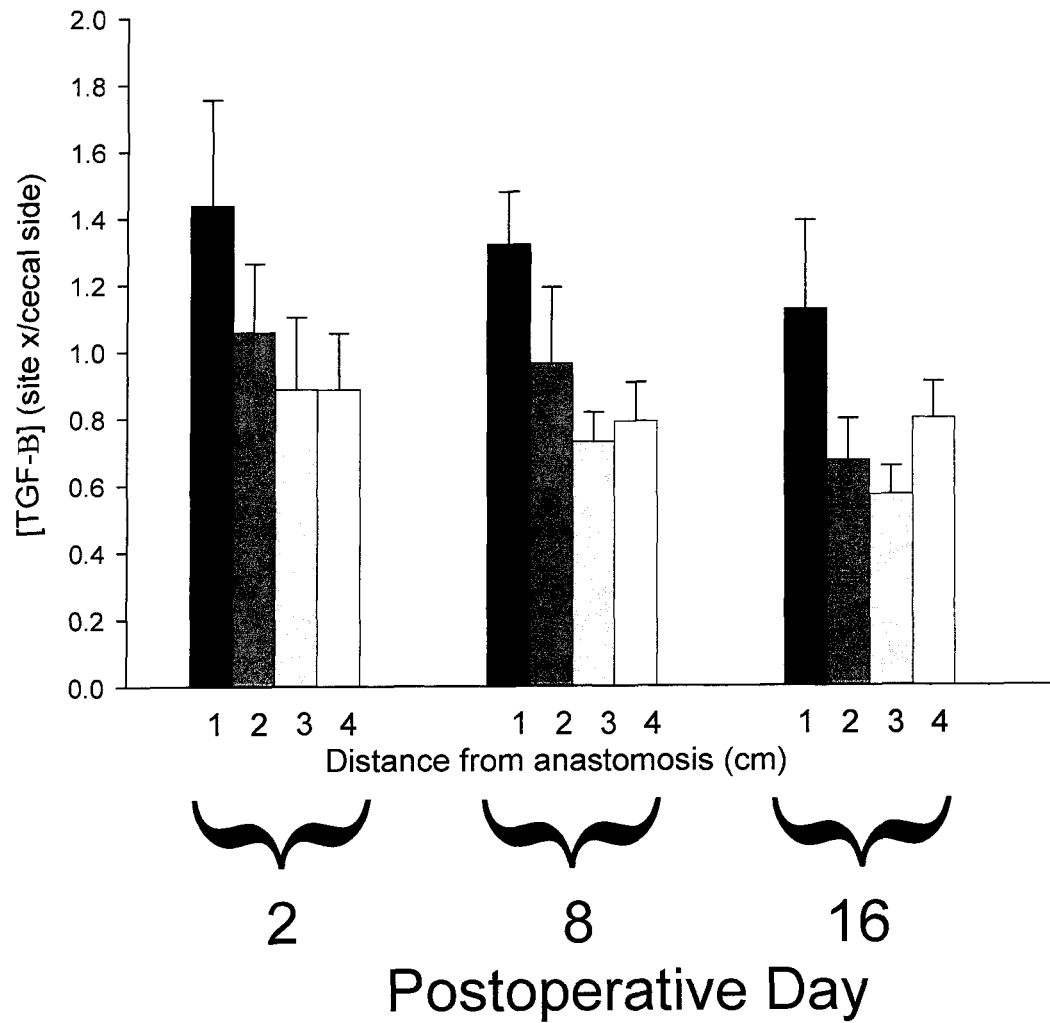 2.0
1.8
1.6
1.4
1.2
1.0
0.8
0.6
0.4
0.2
0.0
[TGF-B] (site x/cecal side)
1 2 3 4 1 2 3 4 1 2 3 4
Distance from anastomosis (cm)
2 8 16
Postoperative Day